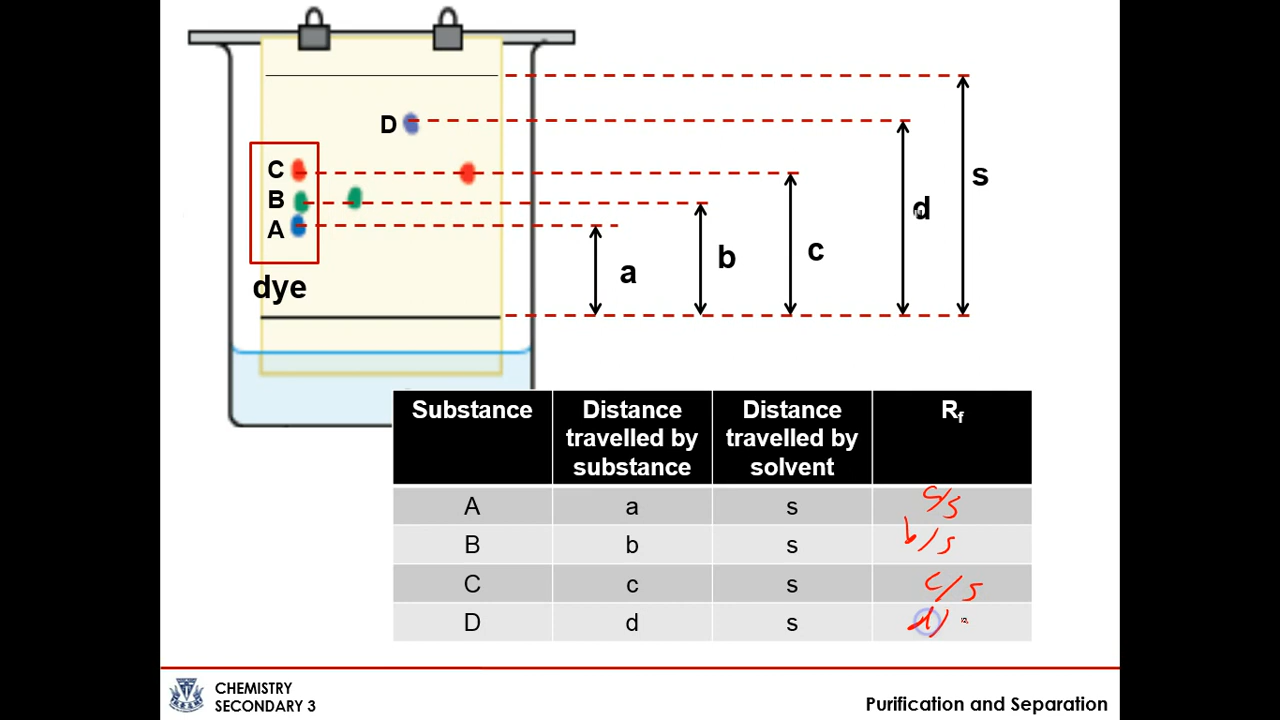 D
C
B
A
dye
a
b
c
d
s
Substance Distance travelled by substance Distance travelled by solvent Rf
A a s c/s
B b s b/s
C c s c/s
D d s d/
CHEMISTRY
SECONDARY 3
Purification and Separation